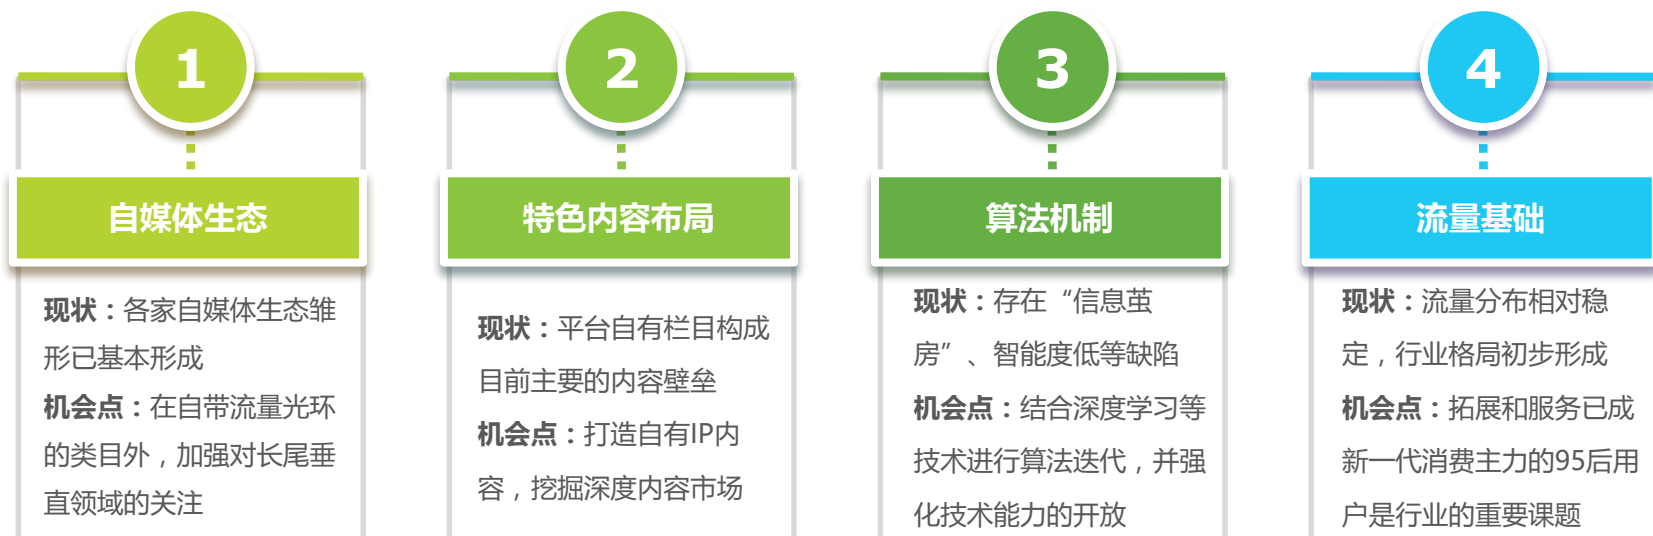 1
自媒体生态
现状：各家自媒体生态雏
形已基本形成
机会点：在自带流量光环
的类目外，加强对长尾垂
直领域的关注
2
特色内容布局
现状：平台自有栏目构成
目前主要的内容壁垒
机会点：打造自有IP内
容，挖掘深度内容市场
3
算法机制
现状：存在“信息茧
房”、智能度低等缺陷
机会点：结合深度学习等
技术进行算法迭代，并强
化技术能力的开放
4
流量基础
现状：流量分布相对稳
定，行业格局初步形成
机会点：拓展和服务已成
新一代消费主力的95后用
户是行业的重要课题